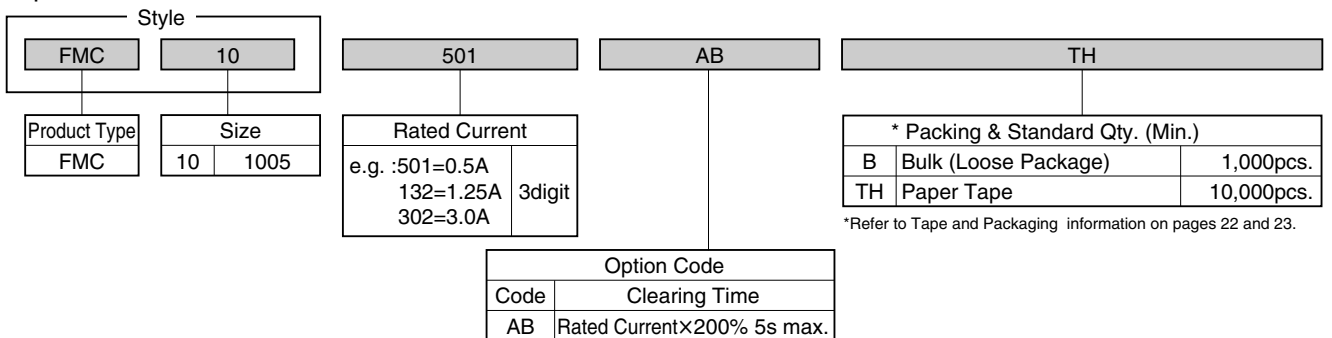 Style
FMC 10 501 AB TH
Product Type
FMC
Size
10 1005
Rated Current
e.g. :501=0.5A
132=1.25A
302=3.0A
3digit
* Packing & Standard Qty. (Min.)
B Bulk (Loose Package) 1,000pcs.
TH Paper Tape 10,000pcs.
*Refer to Tape and Packaging information on pages 22 and 23.
Option Code
Code Clearing Time
AB Rated Current×200% 5s max.